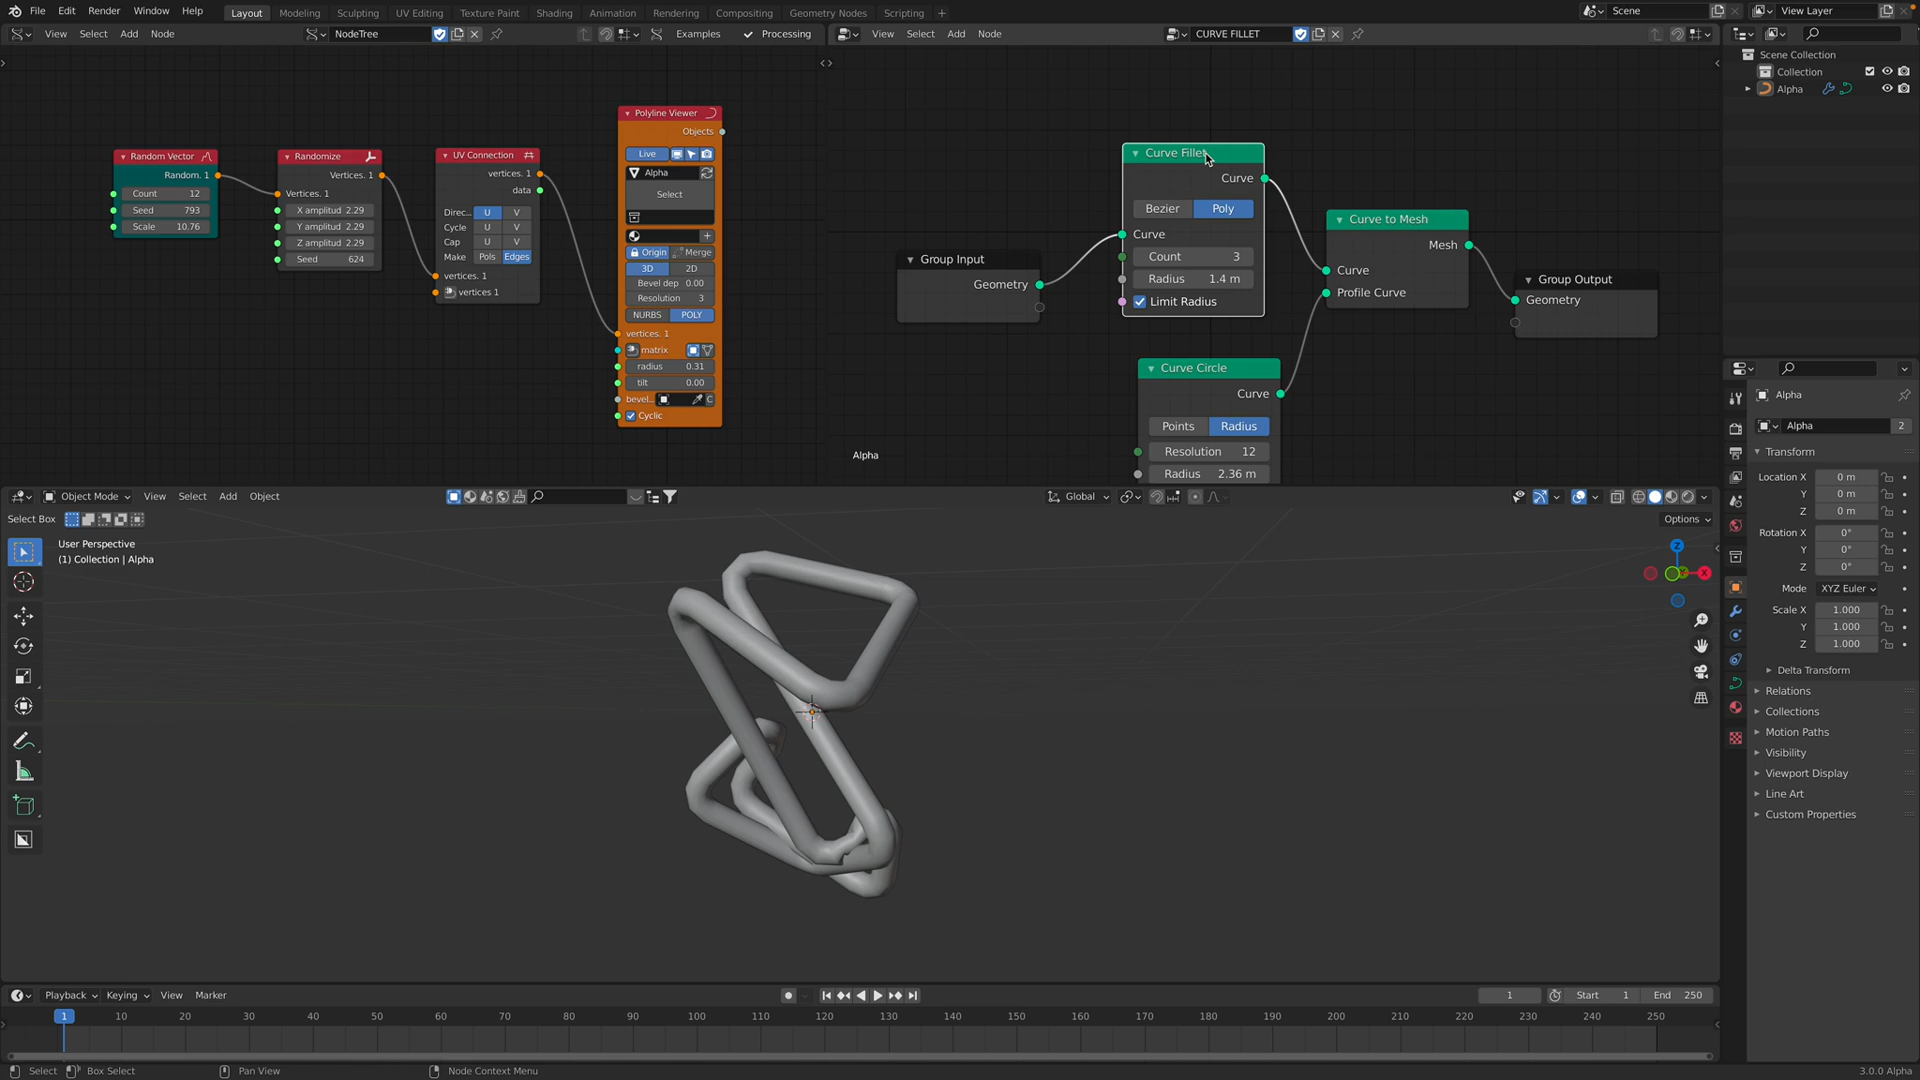 File Edit Render Window Help Layout Modeling Sculpting UV Editing Texture Paint Shading Animation Rendering Compositing Geometry Nodes Scripting + Scene View Layer
View Select Add Node NodeTree Examples Processing
View Select Add Node CURVE FILLET
Scene Collection
Collection
Alpha
Random Vector
Random. 1
Count 12
Seed 793
Scale 10.76
Randomize
Vertices. 1
Vertices. 1
X amplitud 2.29
Y amplitud 2.29
Z amplitud 2.29
Seed 624
UV Connection
vertices. 1
data
Direc... U V
Cycle U V
Cap U V
Make Pols Edges
vertices. 1
vertices 1
Polyline Viewer
Objects
Live
Alpha
Select
Origin Merge
3D 2D
Bevel dep 0.00
Resolution 3
NURBS POLY
vertices. 1
matrix
radius 0.31
tilt 0.00
bevel... C
Cyclic
Group Input
Geometry
Curve Fillet
Curve
Bezier Poly
Curve
Count 3
Radius 1.4 m
Limit Radius
Curve to Mesh
Mesh
Curve
Profile Curve
Group Output
Geometry
Curve Circle
Curve
Points Radius
Resolution 12
Radius 2.36 m
Alpha
Object Mode View Select Add Object Global
Select Box Options
User Perspective
(1) Collection | Alpha
Z
X
Y
Alpha
Alpha 2
Transform
Location X 0 m
Y 0 m
Z 0 m
Rotation X 0°
Y 0°
Z 0°
Mode XYZ Euler
Scale X 1.000
Y 1.000
Z 1.000
Delta Transform
Relations
Collections
Motion Paths
Visibility
Viewport Display
Line Art
Custom Properties
Playback Keying View Marker 1 Start 1 End 250
1 10 20 30 40 50 60 70 80 90 100 110 120 130 140 150 160 170 180 190 200 210 220 230 240 250
Select Box Select Pan View Node Context Menu 3.0.0 Alpha